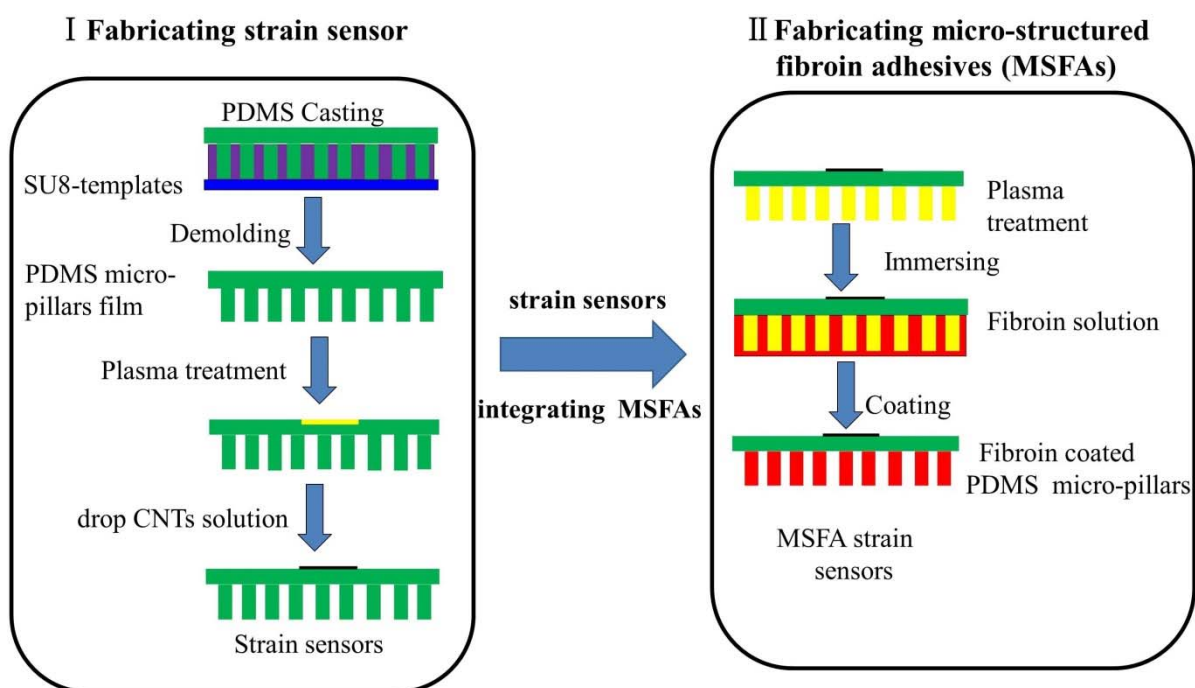 Ⅰ Fabricating strain sensor
PDMS Casting
SU8-templates
Demolding
PDMS micro-
pillars film
Plasma treatment
drop CNTs solution
Strain sensors
strain sensors
integrating MSFAs
Ⅱ Fabricating micro-structured
fibroin adhesives (MSFAs)
Plasma
treatment
Immersing
Fibroin solution
Coating
Fibroin coated
PDMS micro-pillars
MSFA strain
sensors